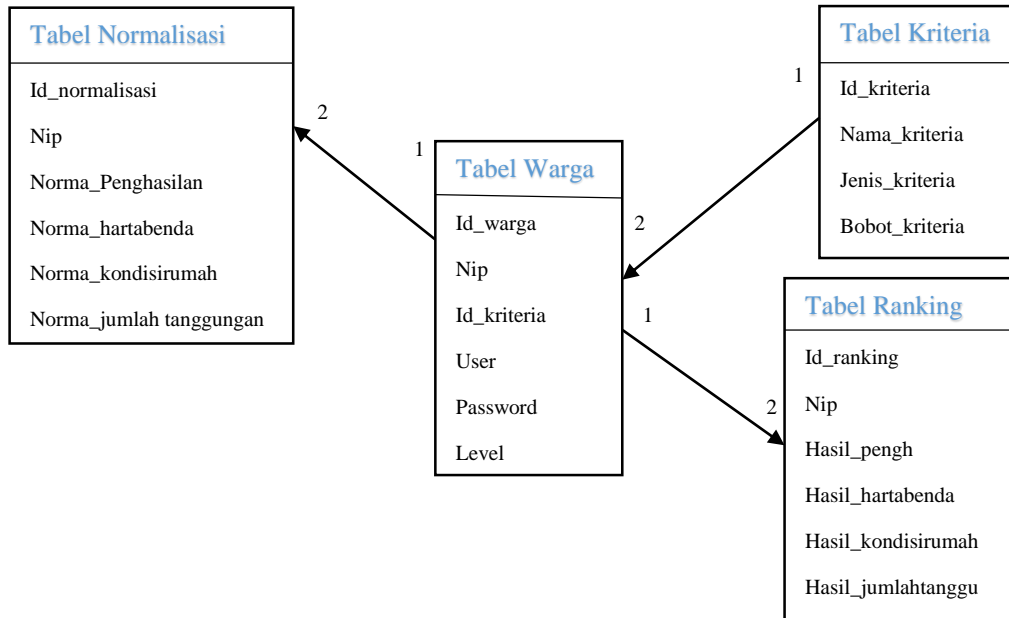 Tabel Normalisasi
Id_normalisasi
Nip
Norma_Penghasilan
Norma_hartabenda
Norma_kondisirumah
Norma_jumlah tanggungan
2
1
Tabel Warga
Id_warga
Nip
Id_kriteria
User
Password
Level
1
2
Tabel Kriteria
Id_kriteria
Nama_kriteria
Jenis_kriteria
Bobot_kriteria
1
2
Tabel Ranking
Id_ranking
Nip
Hasil_pengh
Hasil_hartabenda
Hasil_kondisirumah
Hasil_jumlahtanggu